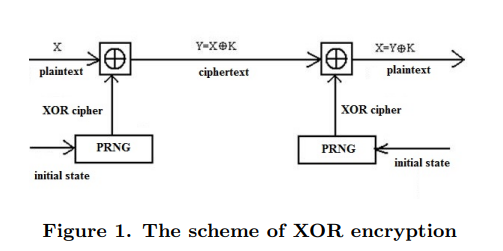 X
Y=X⊕K
X=Y⊕K
plaintext
ciphertext
plaintext
XOR cipher
XOR cipher
PRNG
PRNG
initial state
initial state
Figure 1. The scheme of XOR encryption